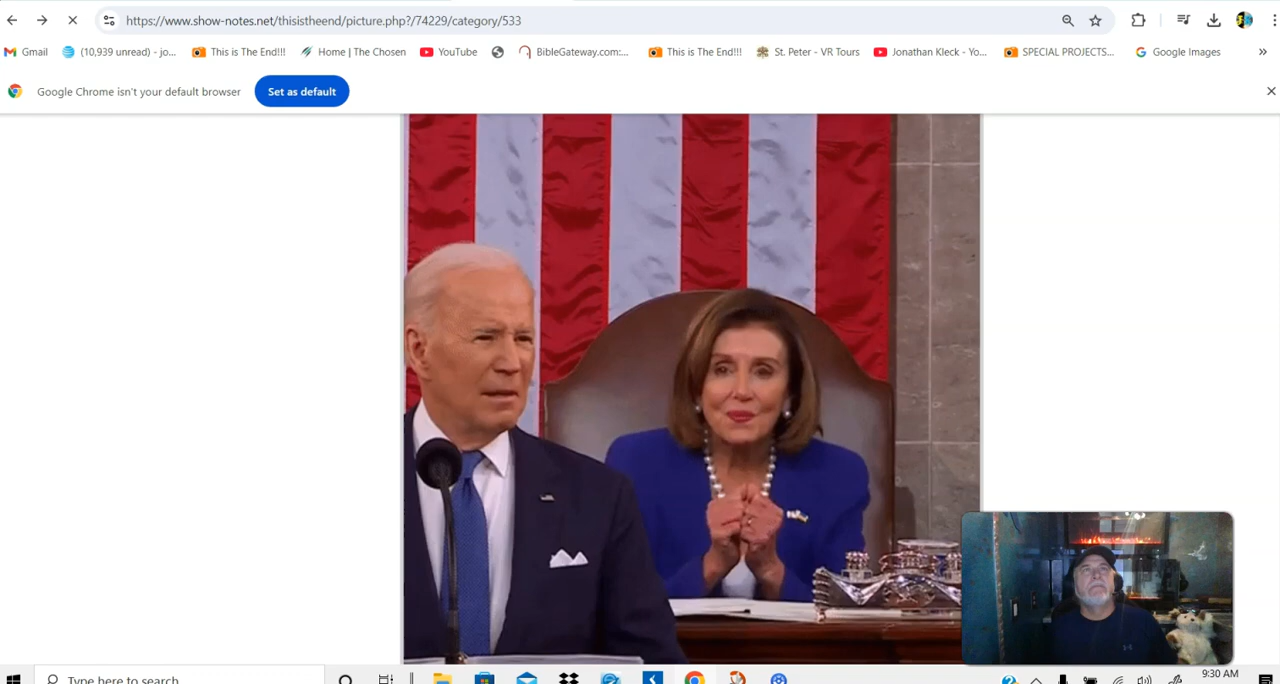 https://www.show-notes.net/thisistheend/picture.php?/74229/category/533
Gmail (10,939 unread) - jo... This is The End!!! Home | The Chosen YouTube BibleGateway.com:... This is The End!!! St. Peter - VR Tours Jonathan Kleck - Yo... SPECIAL PROJECTS... Google Images »
Google Chrome isn't your default browser Set as default
Type here to search 9:30 AM